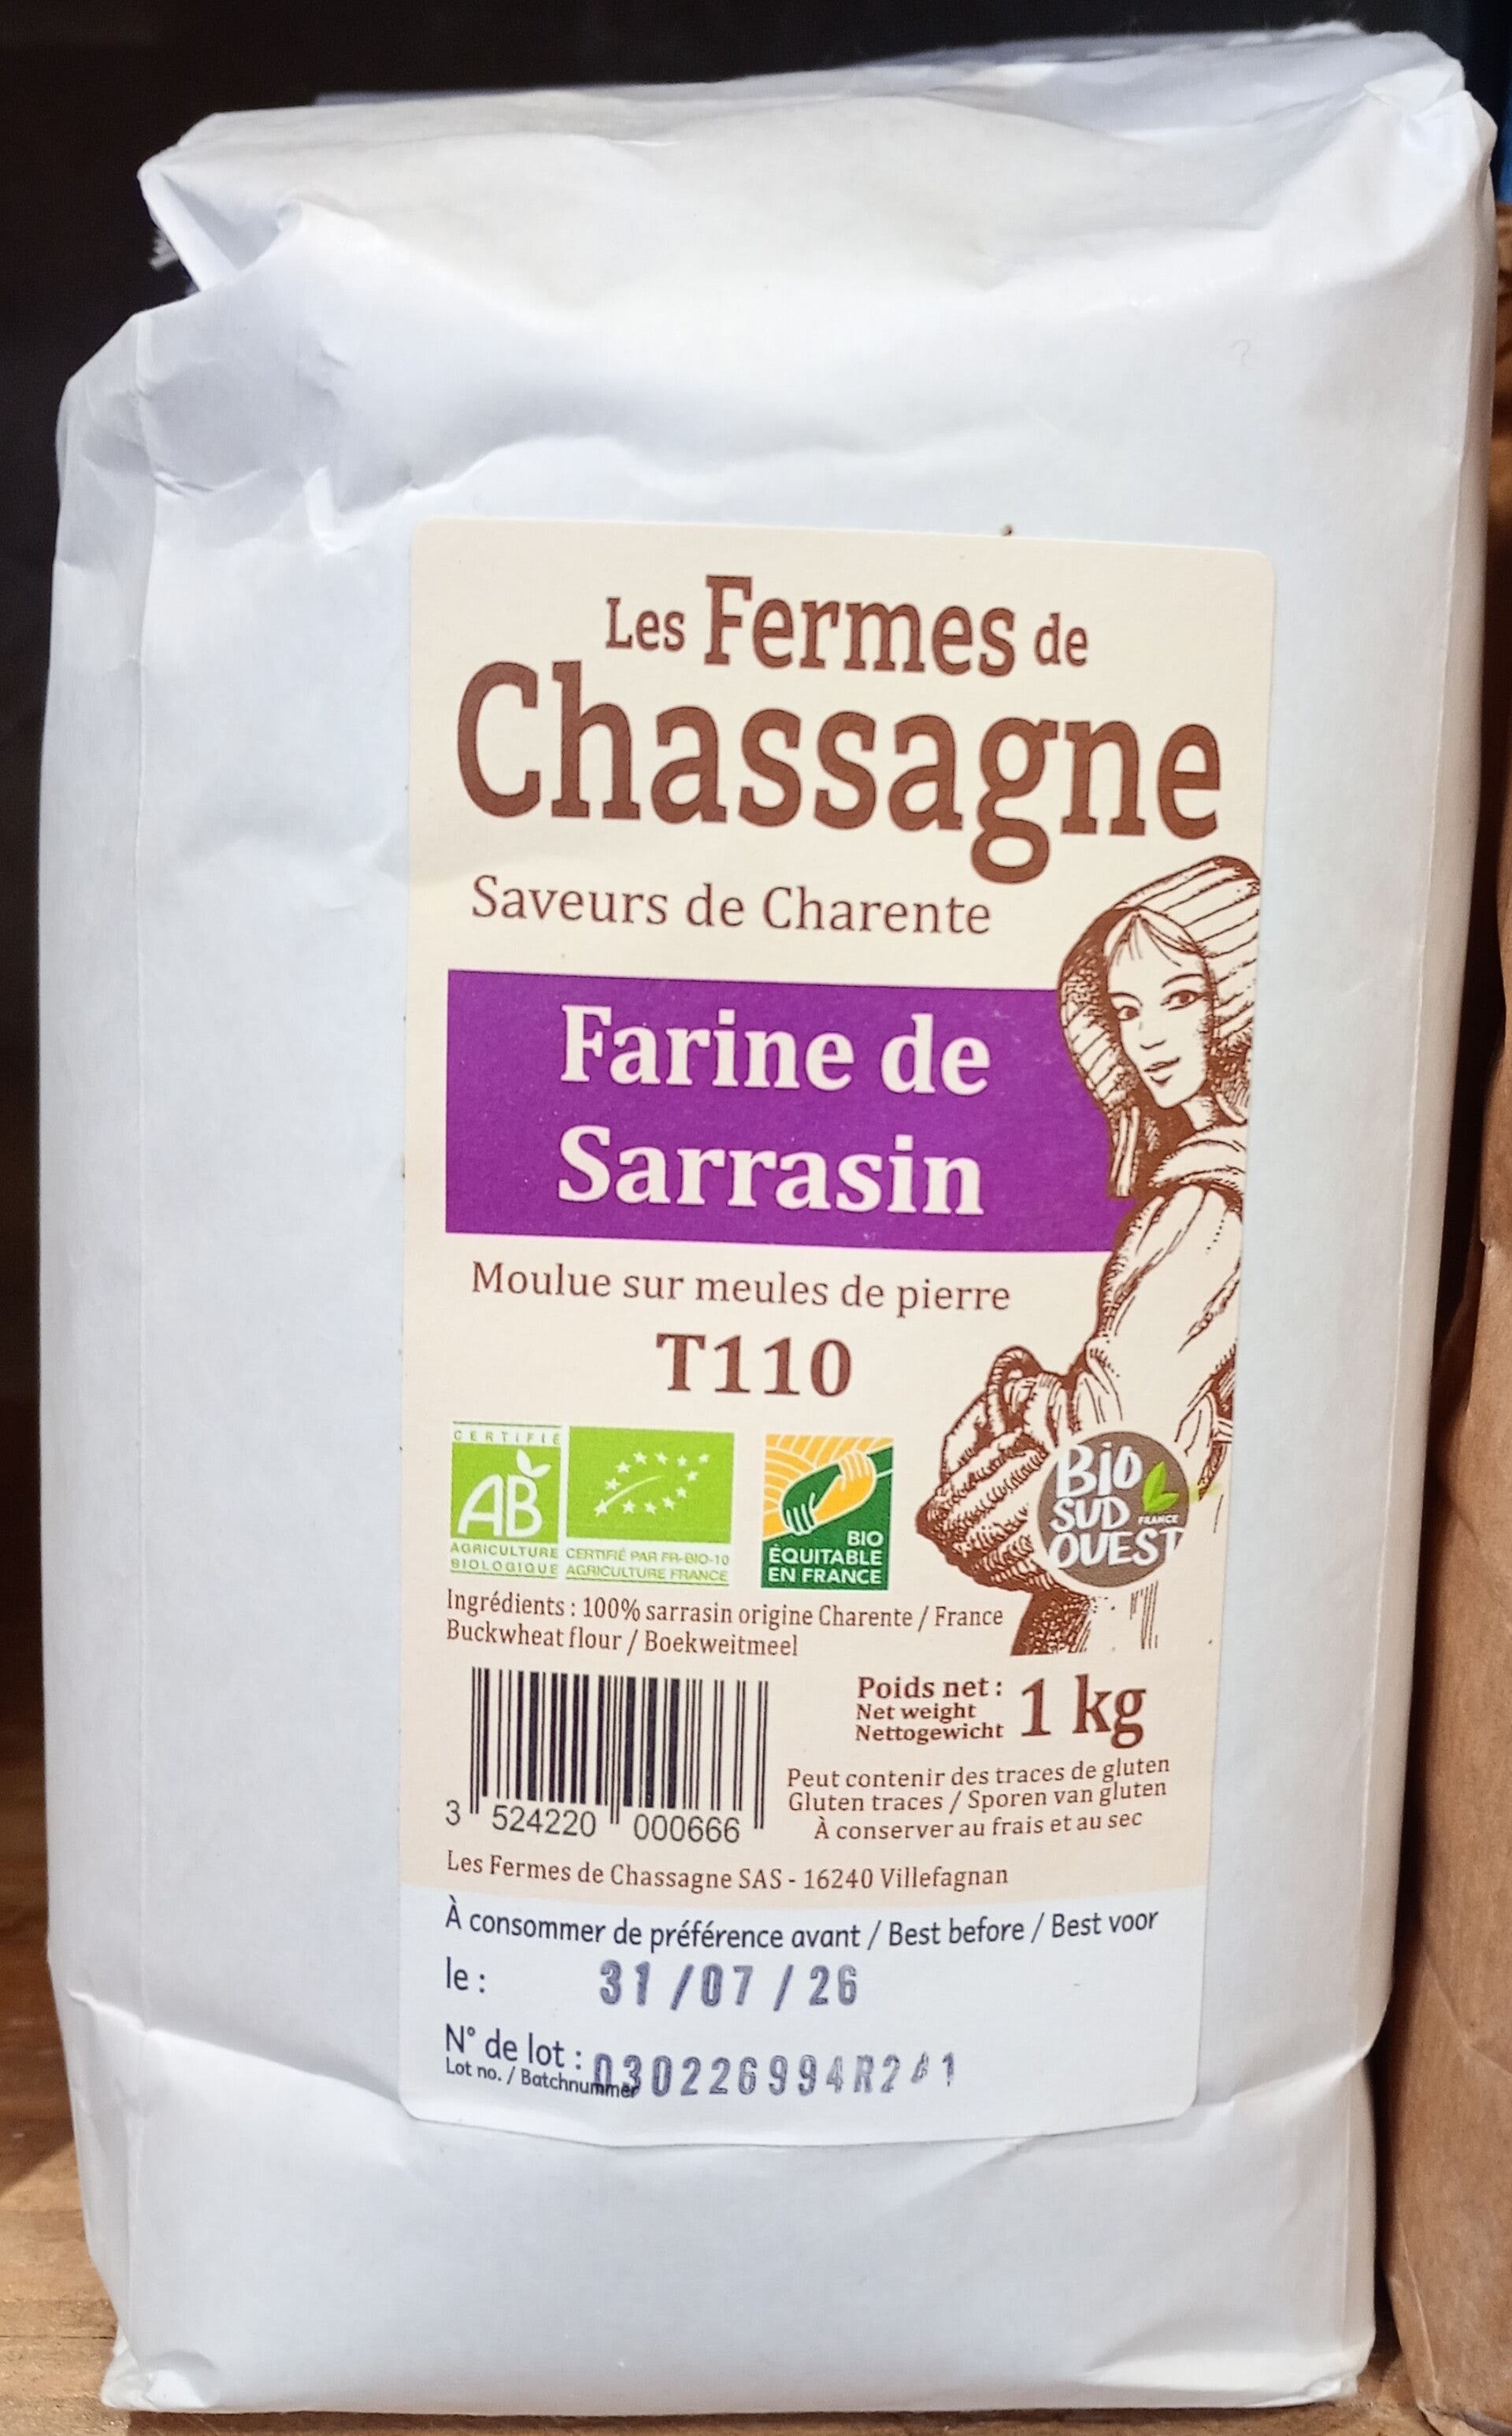 Les Fermes de
Chassagne
Saveurs de Charente
Farine de
Sarrasin
Moulue sur meules de pierre
T110
CERTIFIÉ
AB
AGRICULTURE
BIOLOGIQUE
CERTIFIÉ PAR FR-BIO-10
AGRICULTURE FRANCE
BIO
ÉQUITABLE
EN FRANCE
BiO
SUD
FRANCE
OUEST
Ingrédients : 100% sarrasin origine Charente / France
Buckwheat flour / Boekweitmeel
Poids net :
Net weight
Nettogewicht
1 kg
Peut contenir des traces de gluten
Gluten traces / Sporen van gluten
À conserver au frais et au sec
3 524220 000666
Les Fermes de Chassagne SAS - 16240 Villefagnan
À consommer de préférence avant / Best before / Best voor
le : 31/07/26
N° de lot :
Lot no. / Batchnummer